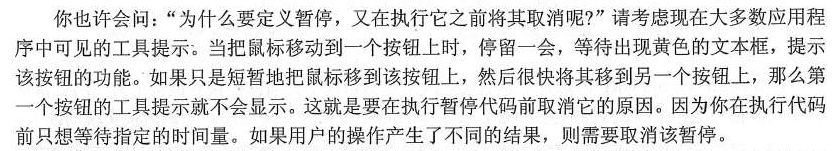 你也许会问：“为什么要定义暂停，又在执行它之前将其取消呢?”请考虑现在大多数应用程
序中可见的工具提示。当把鼠标移动到一个按钮上时，停留一会，等待出现黄色的文本框，提示
该按钮的功能。如果只是短暂地把鼠标移到该按钮上，然后很快将其移到另一个按钮上，那么第
一个按钮的工具提示就不会显示。这就是要在执行暂停代码前取消它的原因。因为你在执行代码
前只想等待指定的时间量。如果用户的操作产生了不同的结果，则需要取消该暂停。